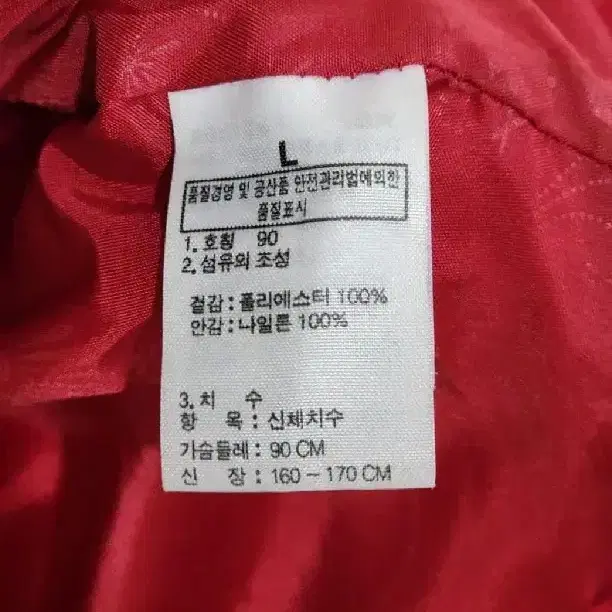 L
품질경영 및 공산품 안전관리법에의한
품질표시
1. 호칭 90
2. 섬유의 조성
겉감 : 폴리에스터 100%
안감 : 나일론 100%
3. 치 수
항 목 : 신체치수
가슴둘레 : 90 CM
신 장 : 160 ~ 170 CM